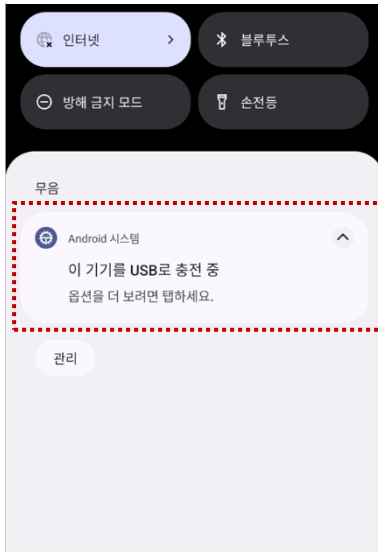 인터넷
블루투스
방해 금지 모드
손전등
무음
Android 시스템
이 기기를 USB로 충전 중
옵션을 더 보려면 탭하세요.
관리